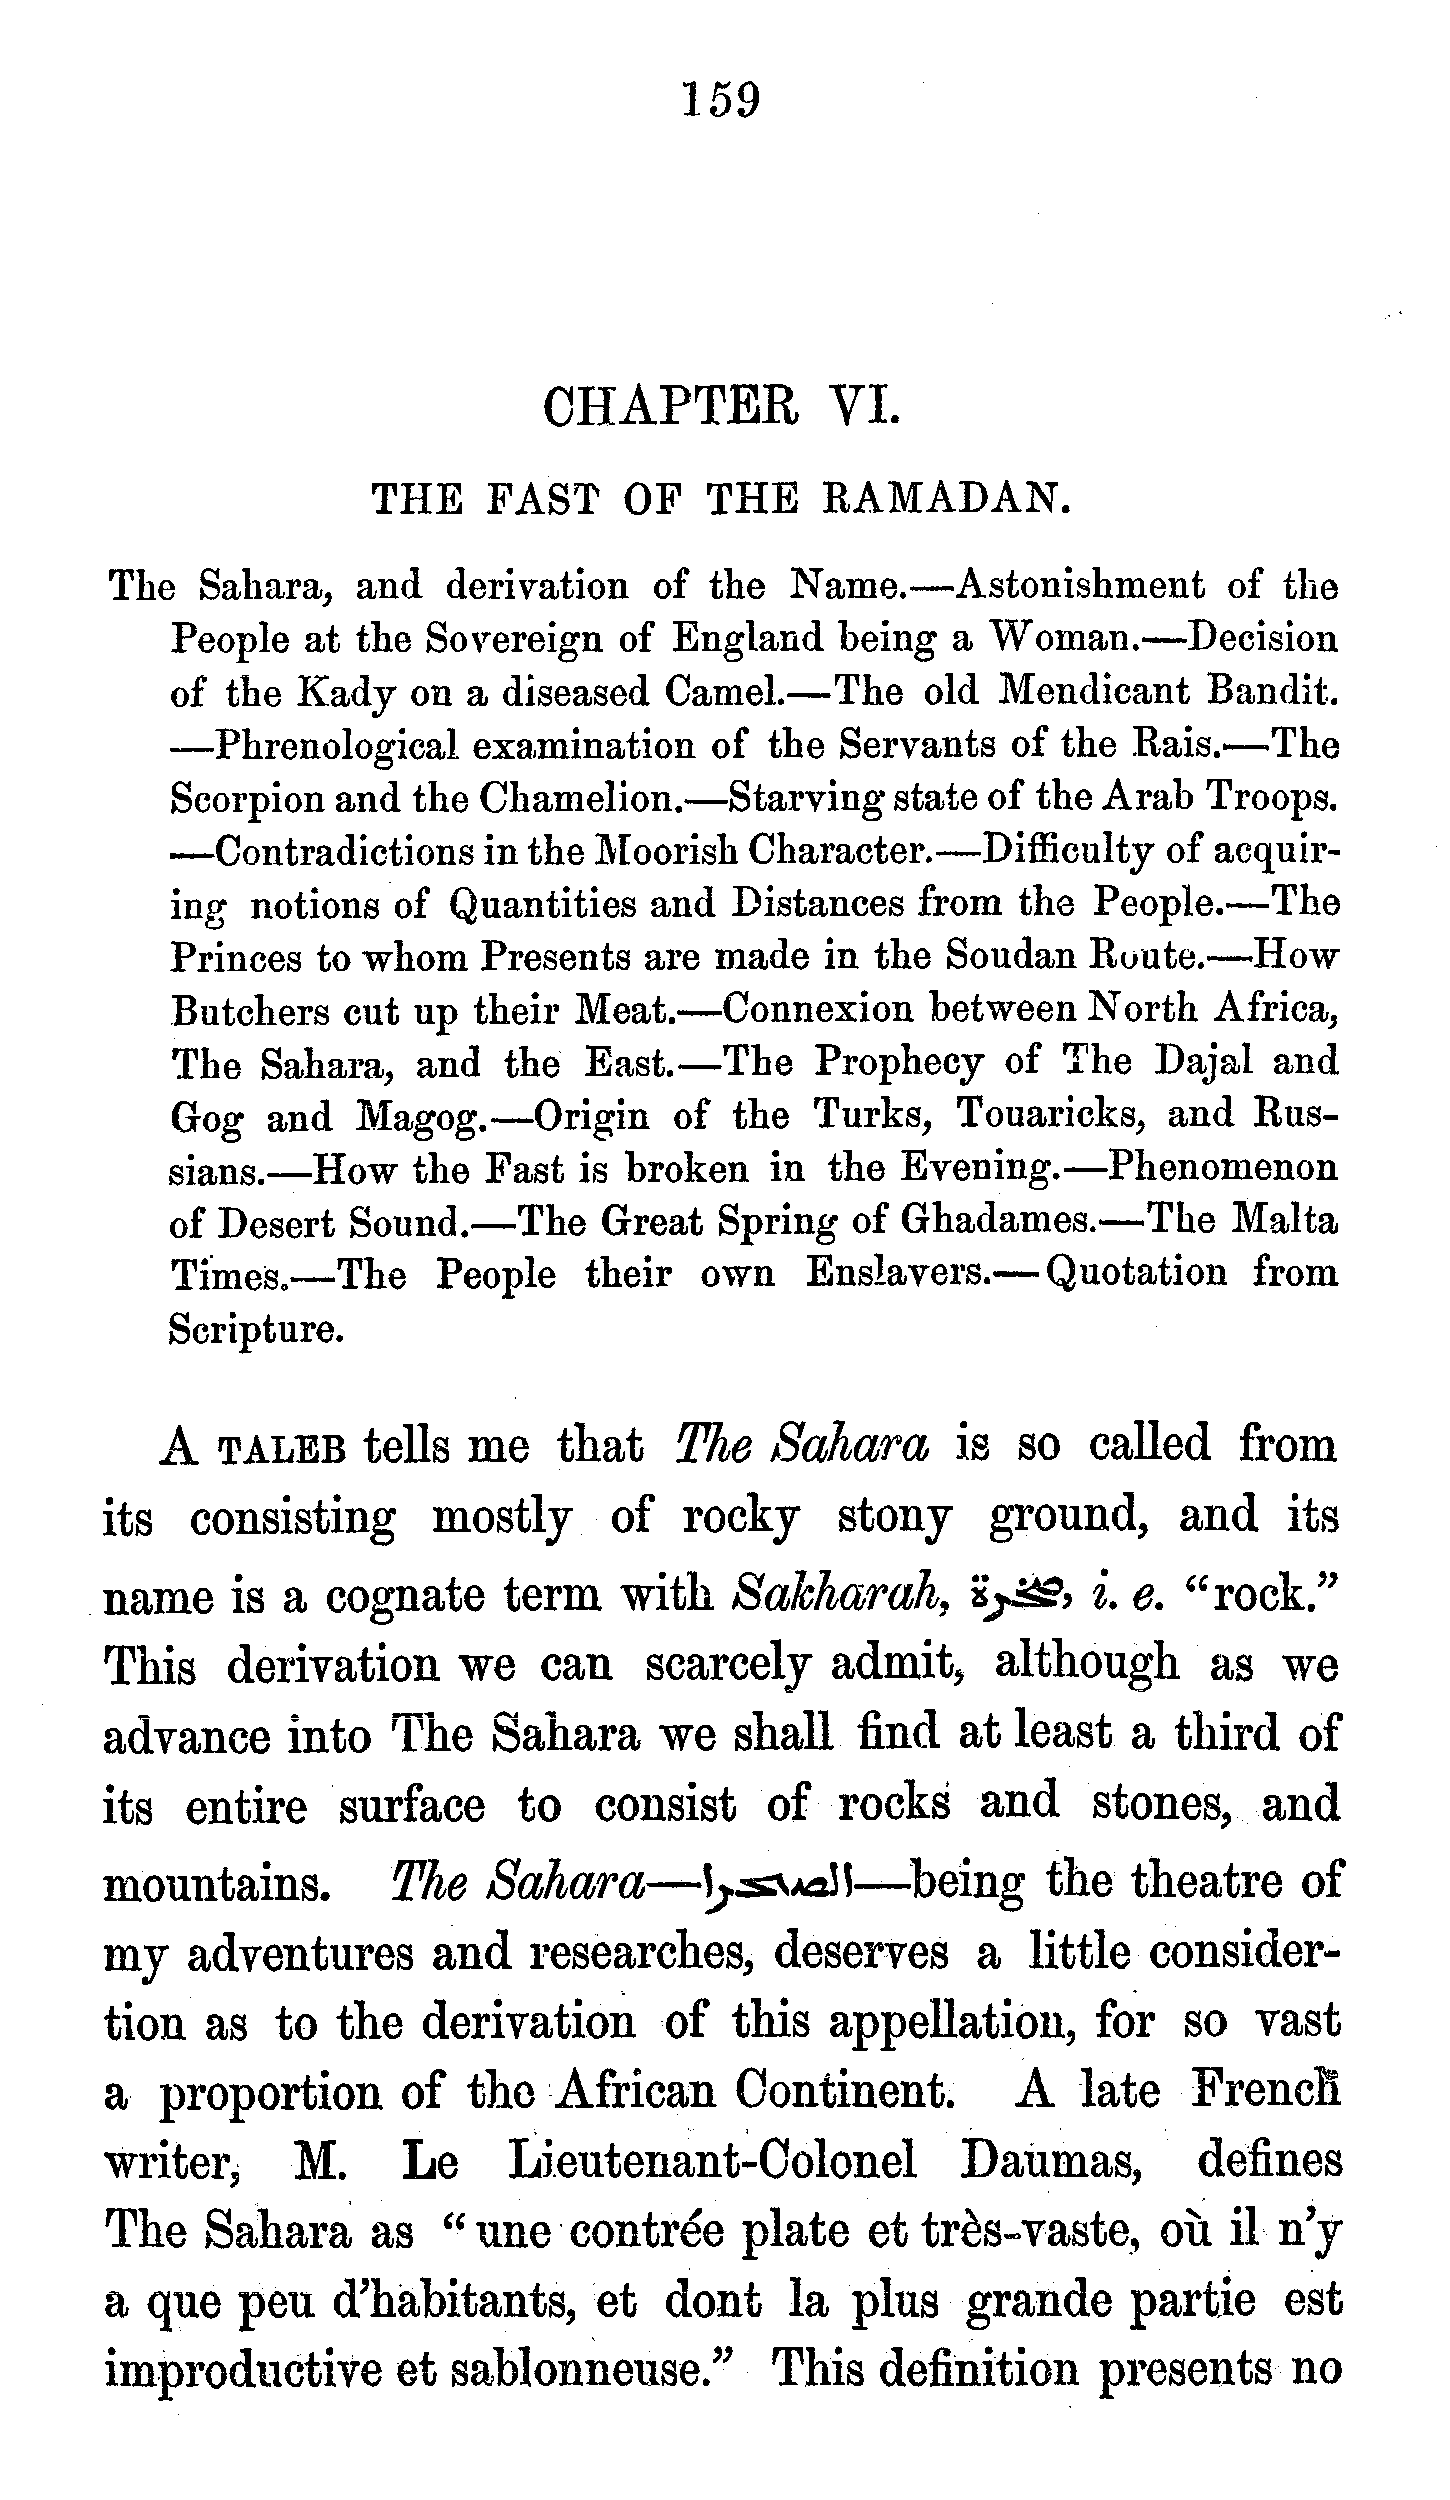 159
CHAPTER VI.
THE FAST OF THE RAMADAN.
The Sahara, and derivation of the Name.—Astonishment of the
People at the Sovereign of England being a Woman.—Decision
of the Kady on a diseased Camel.—The old Mendicant Bandit.
—Phrenological examination of the Servants of the Rais.—The
Scorpion and the Chamelion.—Starving state of the Arab Troops.
—Contradictions in the Moorish Character.—Difficulty of acquir-
ing notions of Quantities and Distances from the People.—The
Princes to whom Presents are made in the Soudan Route.—How
Butchers cut up their Meat.—Connexion between North Africa,
The Sahara, and the East.—The Prophecy of The Dajal and
Gog and Magog.—Origin of the Turks, Touaricks, and Rus-
sians.—How the Fast is broken in the Evening.—Phenomenon
of Desert Sound.—The Great Spring of Ghadames.—The Malta
Times.—The People their own Enslavers.—Quotation from
Scripture.
A TALEB tells me that The Sahara is so called from
its consisting mostly of rocky stony ground, and its
name is a cognate term with Sakharah, صخرة, i. e. “rock.”
This derivation we can scarcely admit, although as we
advance into The Sahara we shall find at least a third of
its entire surface to consist of rocks and stones, and
mountains. The Sahara—الصحرا—being the theatre of
my adventures and researches, deserves a little consider-
tion as to the derivation of this appellation, for so vast
a proportion of the African Continent. A late French
writer, M. Le Lieutenant-Colonel Daumas, defines
The Sahara as “une contrée plate et très-vaste, où il n’y
a que peu d’habitants, et dont la plus grande partie est
improductive et sablonneuse.” This definition presents no